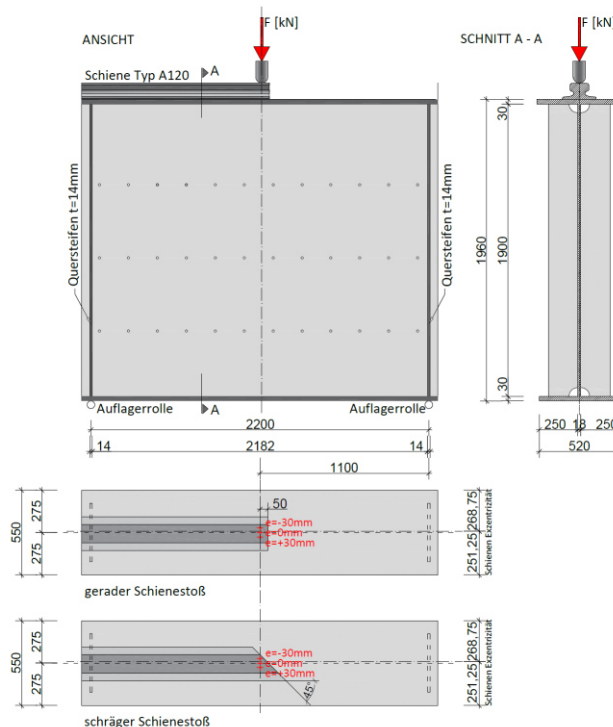 F [kN]
F [kN]
ANSICHT
SCHNITT A - A
A
Schiene Typ A120
30
Quersteifen t=14mm
Quersteifen t=14mm
1960
1900
30
A
Auflagerrolle
Auflagerrolle
2200
250 18 250
14
2182
14
520
1100
50
550
275
275
e=-30mm
e=0mm
e=+30mm
251,25
268,75
Schienen Exzentrizität
gerader Schienestoß
550
275
275
e=-30mm
e=0mm
e=+30mm
45°
251,25
268,75
Schienen Exzentrizität
schräger Schienestoß